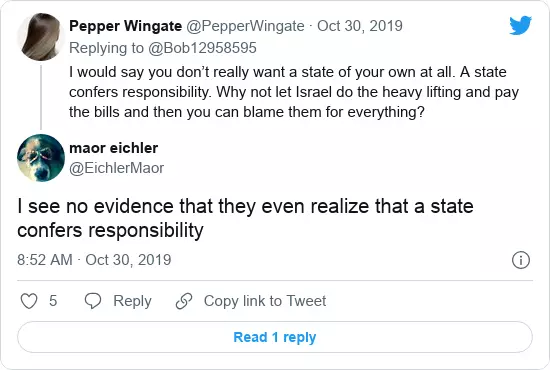 Pepper Wingate @PepperWingate · Oct 30, 2019
Replying to @Bob12958595
I would say you don’t really want a state of your own at all. A state
confers responsibility. Why not let Israel do the heavy lifting and pay
the bills and then you can blame them for everything?
maor eichler
@EichlerMaor
I see no evidence that they even realize that a state
confers responsibility
8:52 AM · Oct 30, 2019
5 Reply Copy link to Tweet
Read 1 reply